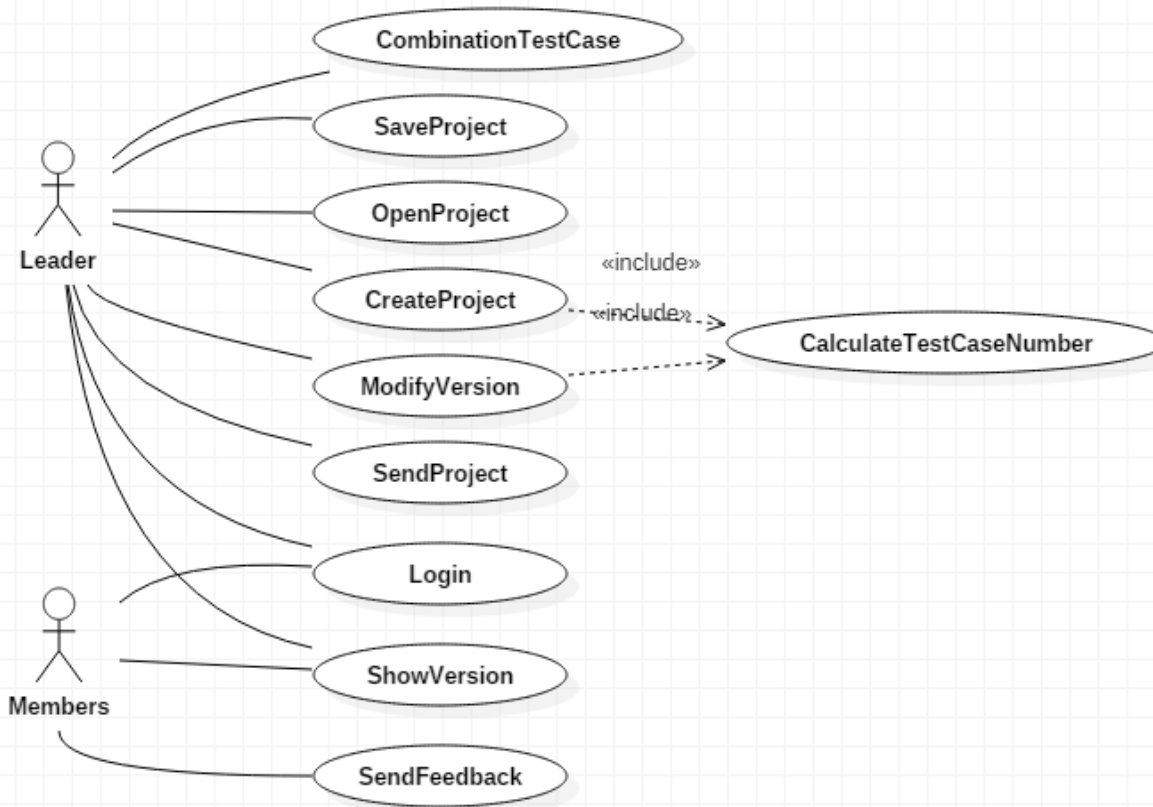 CombinationTestCase
SaveProject
OpenProject
Leader
«include»
CreateProject
«include»
CalculateTestCaseNumber
ModifyVersion
SendProject
Login
ShowVersion
Members
SendFeedback